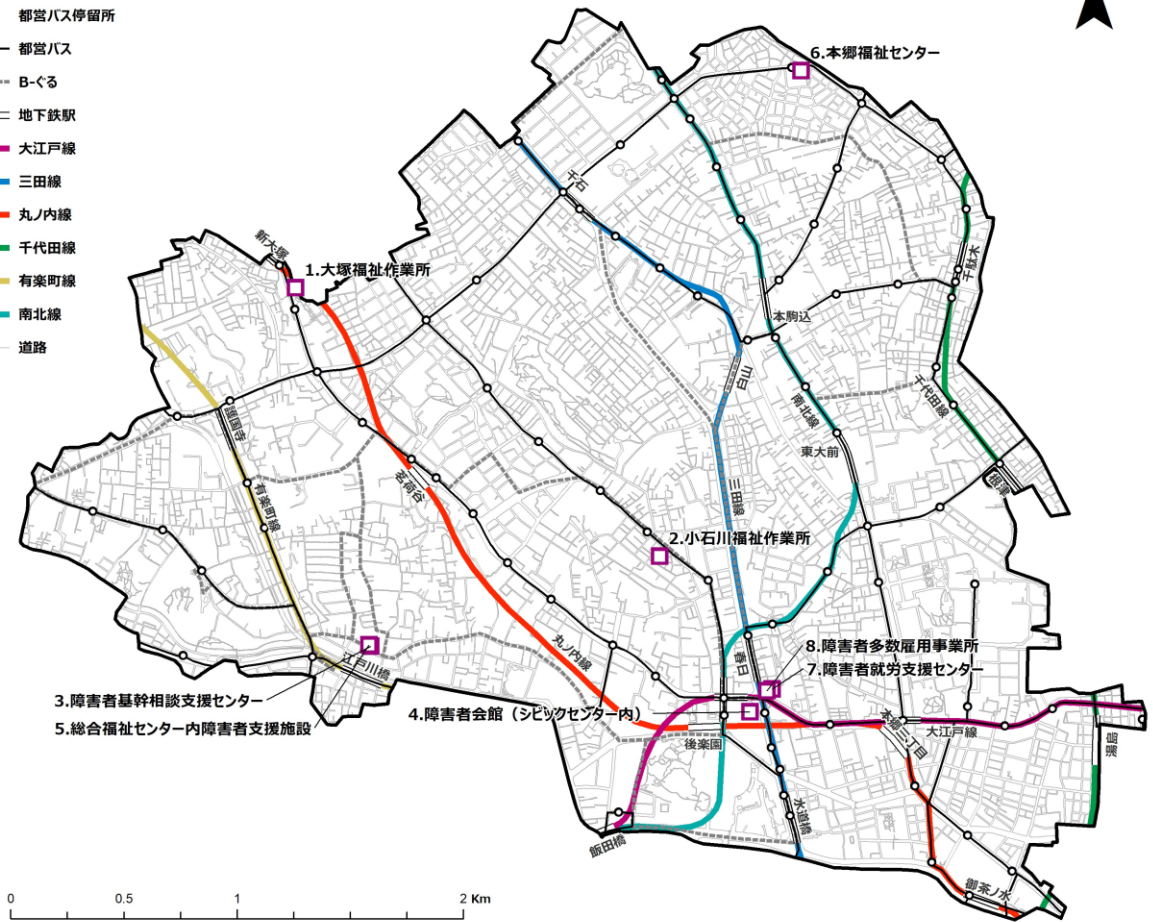 都営バス停留所
都営バス
B-ぐる
地下鉄駅
大江戸線
三田線
丸ノ内線
千代田線
有楽町線
南北線
道路
6.本郷福祉センター
千石
新大塚
1.大塚福祉作業所
千駄木
本駒込
白山
千代田線
南北線
護国寺
東大前
茗荷谷
根津
有楽町線
三田線
2.小石川福祉作業所
丸ノ内線
江戸川橋
春日
8.障害者多数雇用事業所
7.障害者就労支援センター
3.障害者基幹相談支援センター
4.障害者会館（シビックセンター内）
5.総合福祉センター内障害者支援施設
本郷三丁目
大江戸線
後楽園
湯島
水道橋
飯田橋
御茶ノ水
0 0.5 1 2 Km